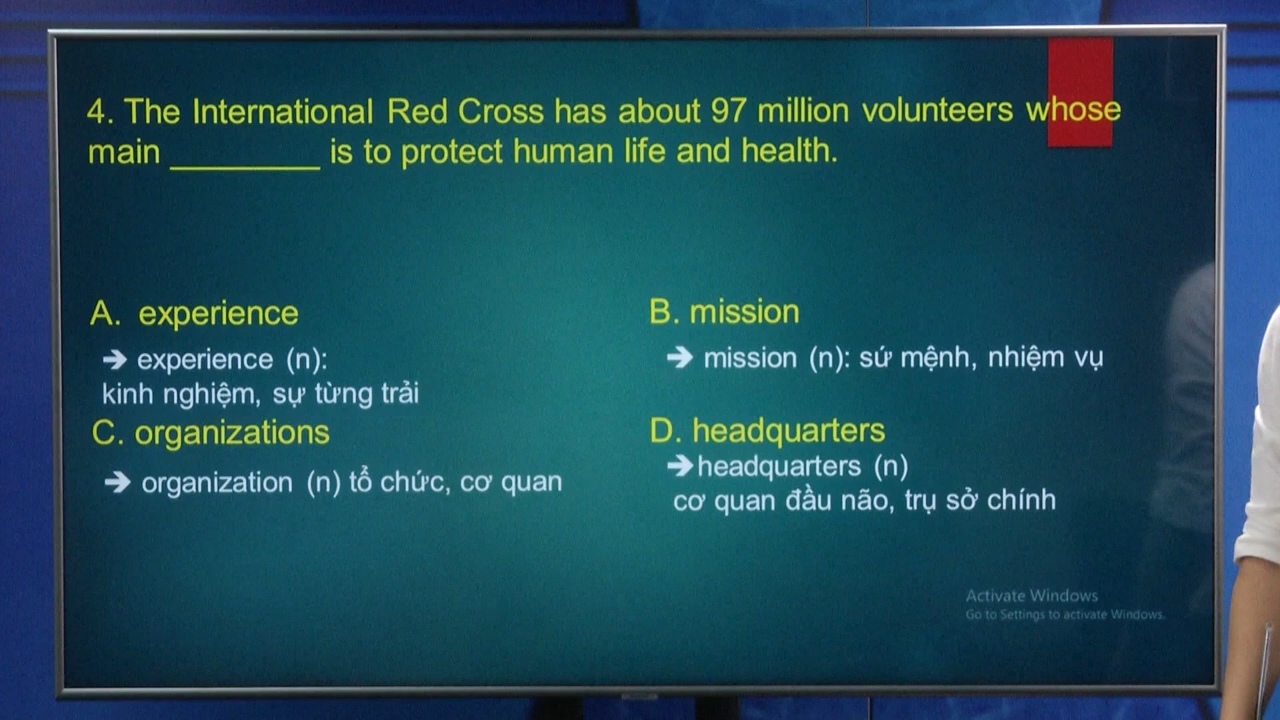 4. The International Red Cross has about 97 million volunteers whose
main ________ is to protect human life and health.
A. experience
➔ experience (n):
kinh nghiệm, sự từng trải
B. mission
➔ mission (n): sứ mệnh, nhiệm vụ
C. organizations
➔ organization (n) tổ chức, cơ quan
D. headquarters
➔headquarters (n)
cơ quan đầu não, trụ sở chính
Activate Windows
Go to Settings to activate Windows.